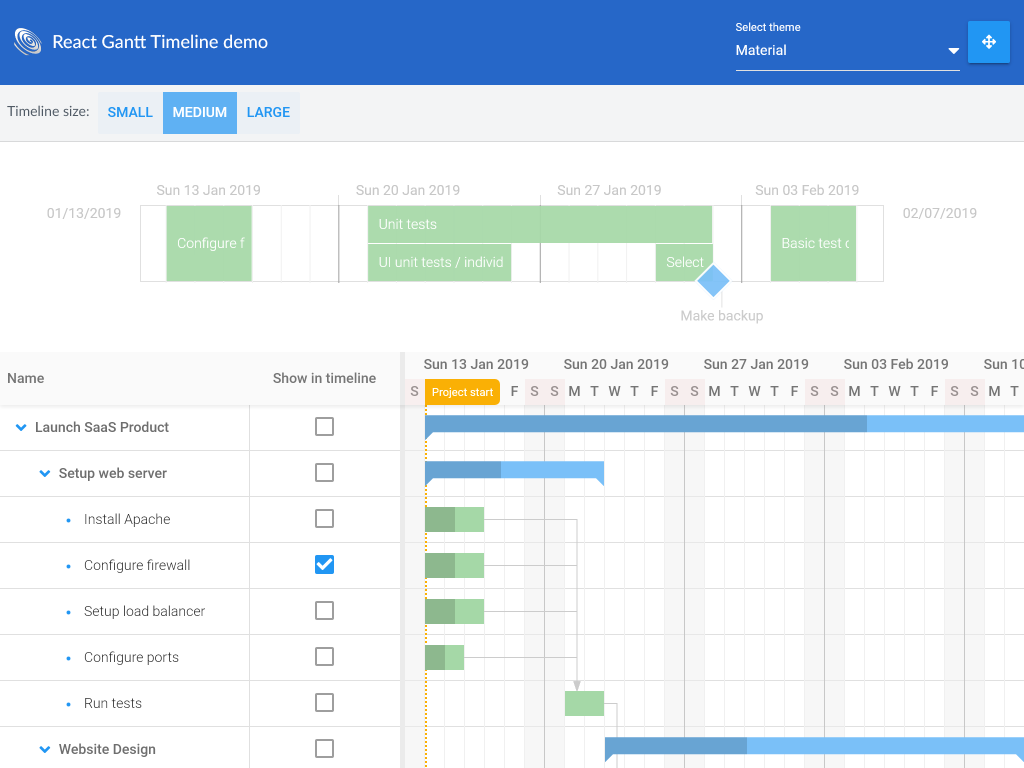 React Gantt Timeline demo
Select theme
Material
Timeline size: SMALL MEDIUM LARGE
Sun 13 Jan 2019 Sun 20 Jan 2019 Sun 27 Jan 2019 Sun 03 Feb 2019
01/13/2019 02/07/2019
Unit tests
Configure f Basic test c
UI unit tests / individ Select
Make backup
Name Show in timeline
Sun 13 Jan 2019 Sun 20 Jan 2019 Sun 27 Jan 2019 Sun 03 Feb 2019 Sun 10
S Project start F S S M T W T F S S M T W T F S S M T W T F S S M T
Launch SaaS Product
Setup web server
Install Apache
Configure firewall
Setup load balancer
Configure ports
Run tests
Website Design